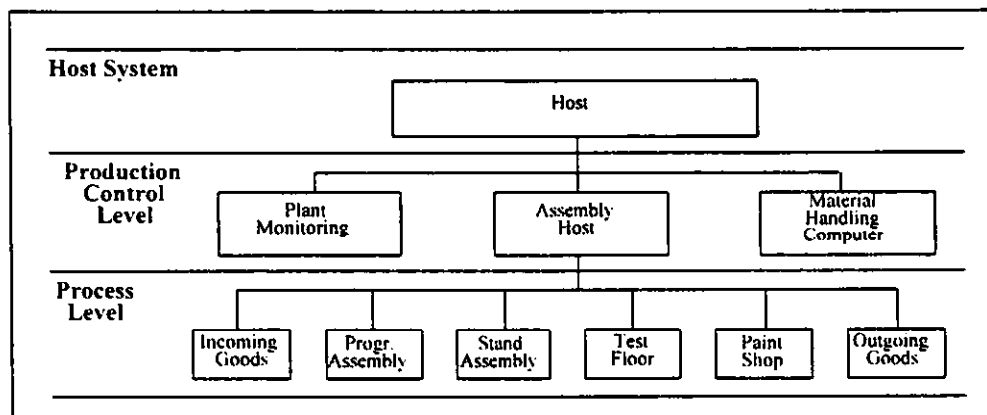 Host System
Host
Production
Control
Level
Plant
Monitoring
Assembly
Host
Material
Handling
Computer
Process
Level
Incoming
Goods
Progr.
Assembly
Stand
Assembly
Test
Floor
Paint
Shop
Outgoing
Goods